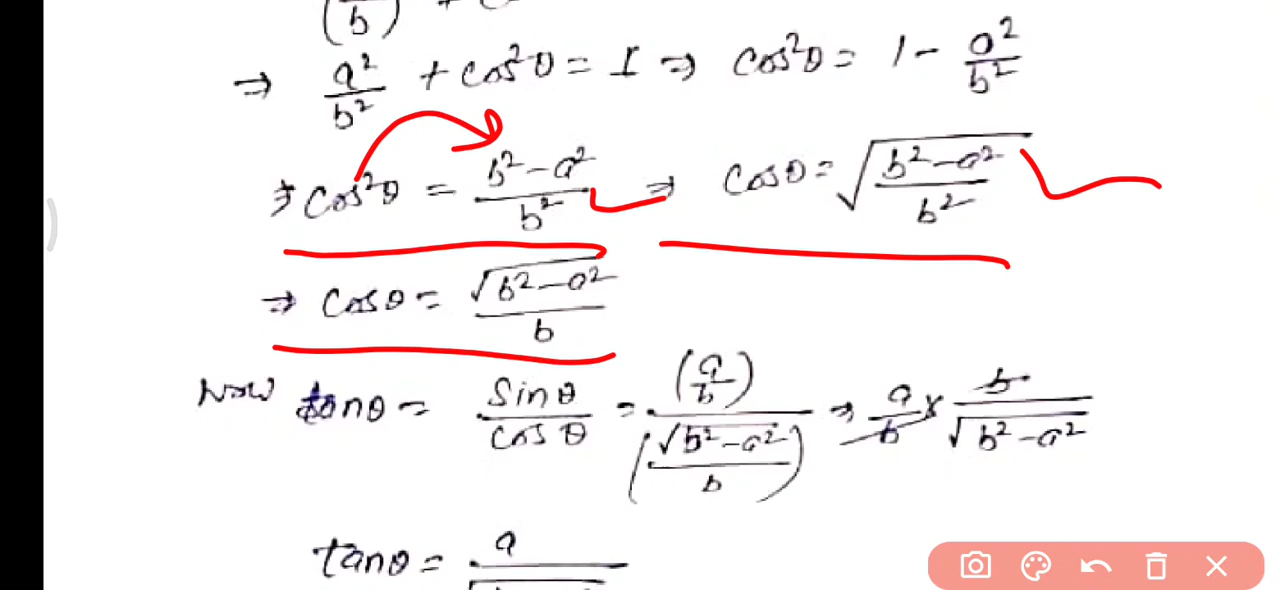 (/b) +
⇒ a²/b² + cos²θ = 1 ⇒ cos²θ = 1 - a²/b²
⇒ cos²θ = (b²-a²)/b² ⇒ cosθ = √((b²-a²)/b²)
⇒ cosθ = √(b²-a²)/b
Now tanθ = sinθ/cosθ = (a/b)/(√(b²-a²)/b) ⇒ a/b × b/√(b²-a²)
tanθ = a/